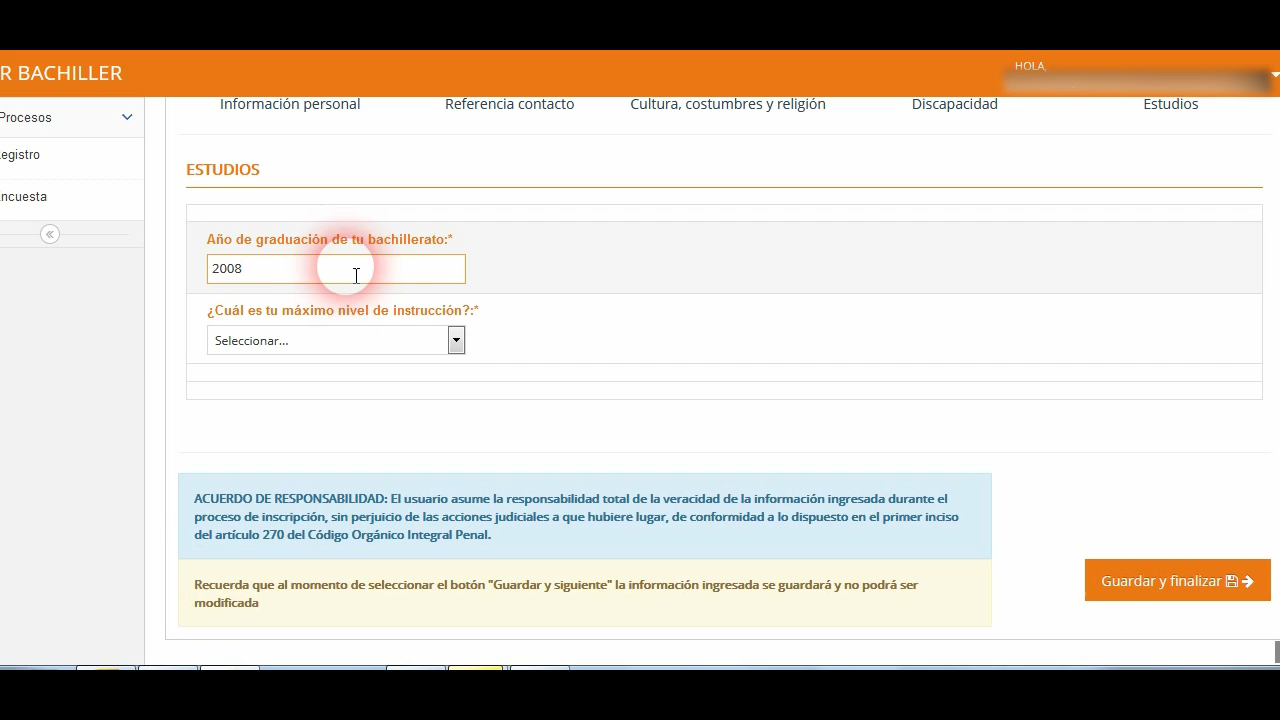 R BACHILLER
HOLA,
Procesos
egistro
ncuesta
Información personal
Referencia contacto
Cultura, costumbres y religión
Discapacidad
Estudios
ESTUDIOS
Año de graduación de tu bachillerato:*
2008
¿Cuál es tu máximo nivel de instrucción?:*
Seleccionar...
ACUERDO DE RESPONSABILIDAD: El usuario asume la responsabilidad total de la veracidad de la información ingresada durante el
proceso de inscripción, sin perjuicio de las acciones judiciales a que hubiere lugar, de conformidad a lo dispuesto en el primer inciso
del artículo 270 del Código Orgánico Integral Penal.
Recuerda que al momento de seleccionar el botón "Guardar y siguiente" la información ingresada se guardará y no podrá ser
modificada
Guardar y finalizar